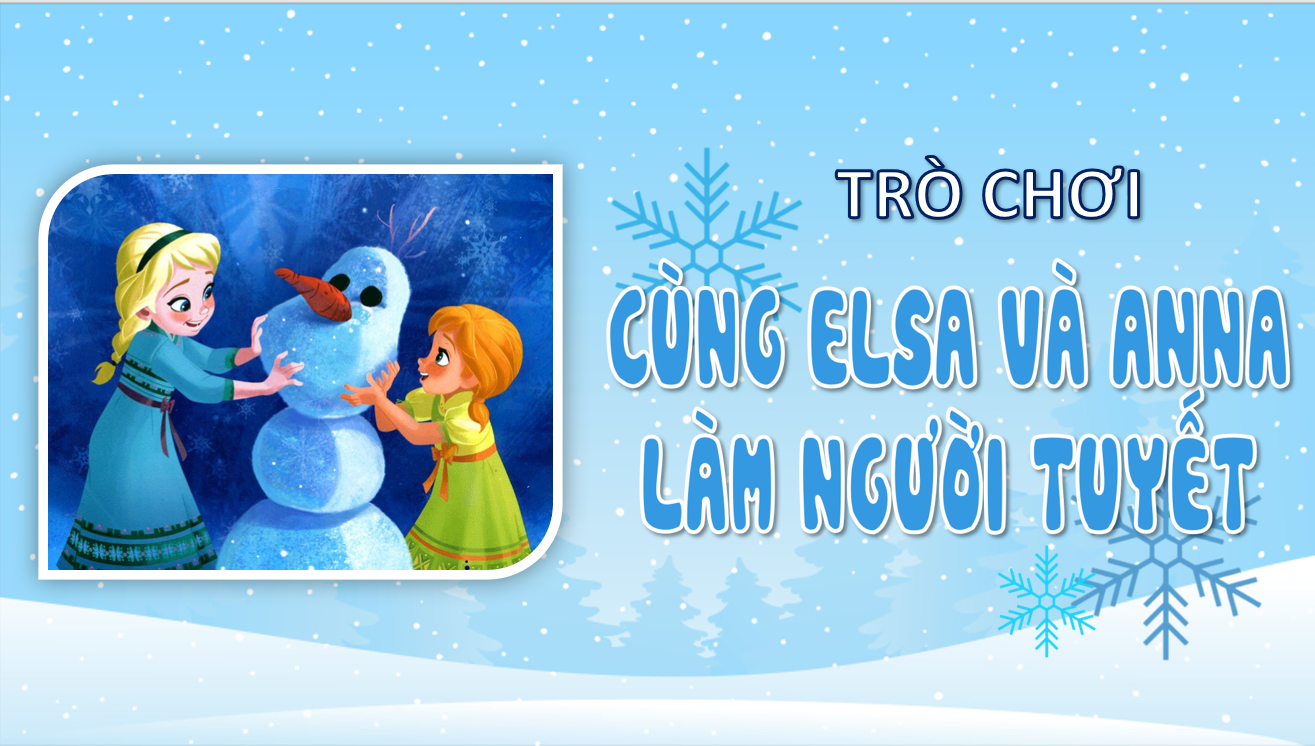 TRÒ CHƠI
CÙNG ELSA VÀ ANNA
LÀM NGƯỜI TUYẾT